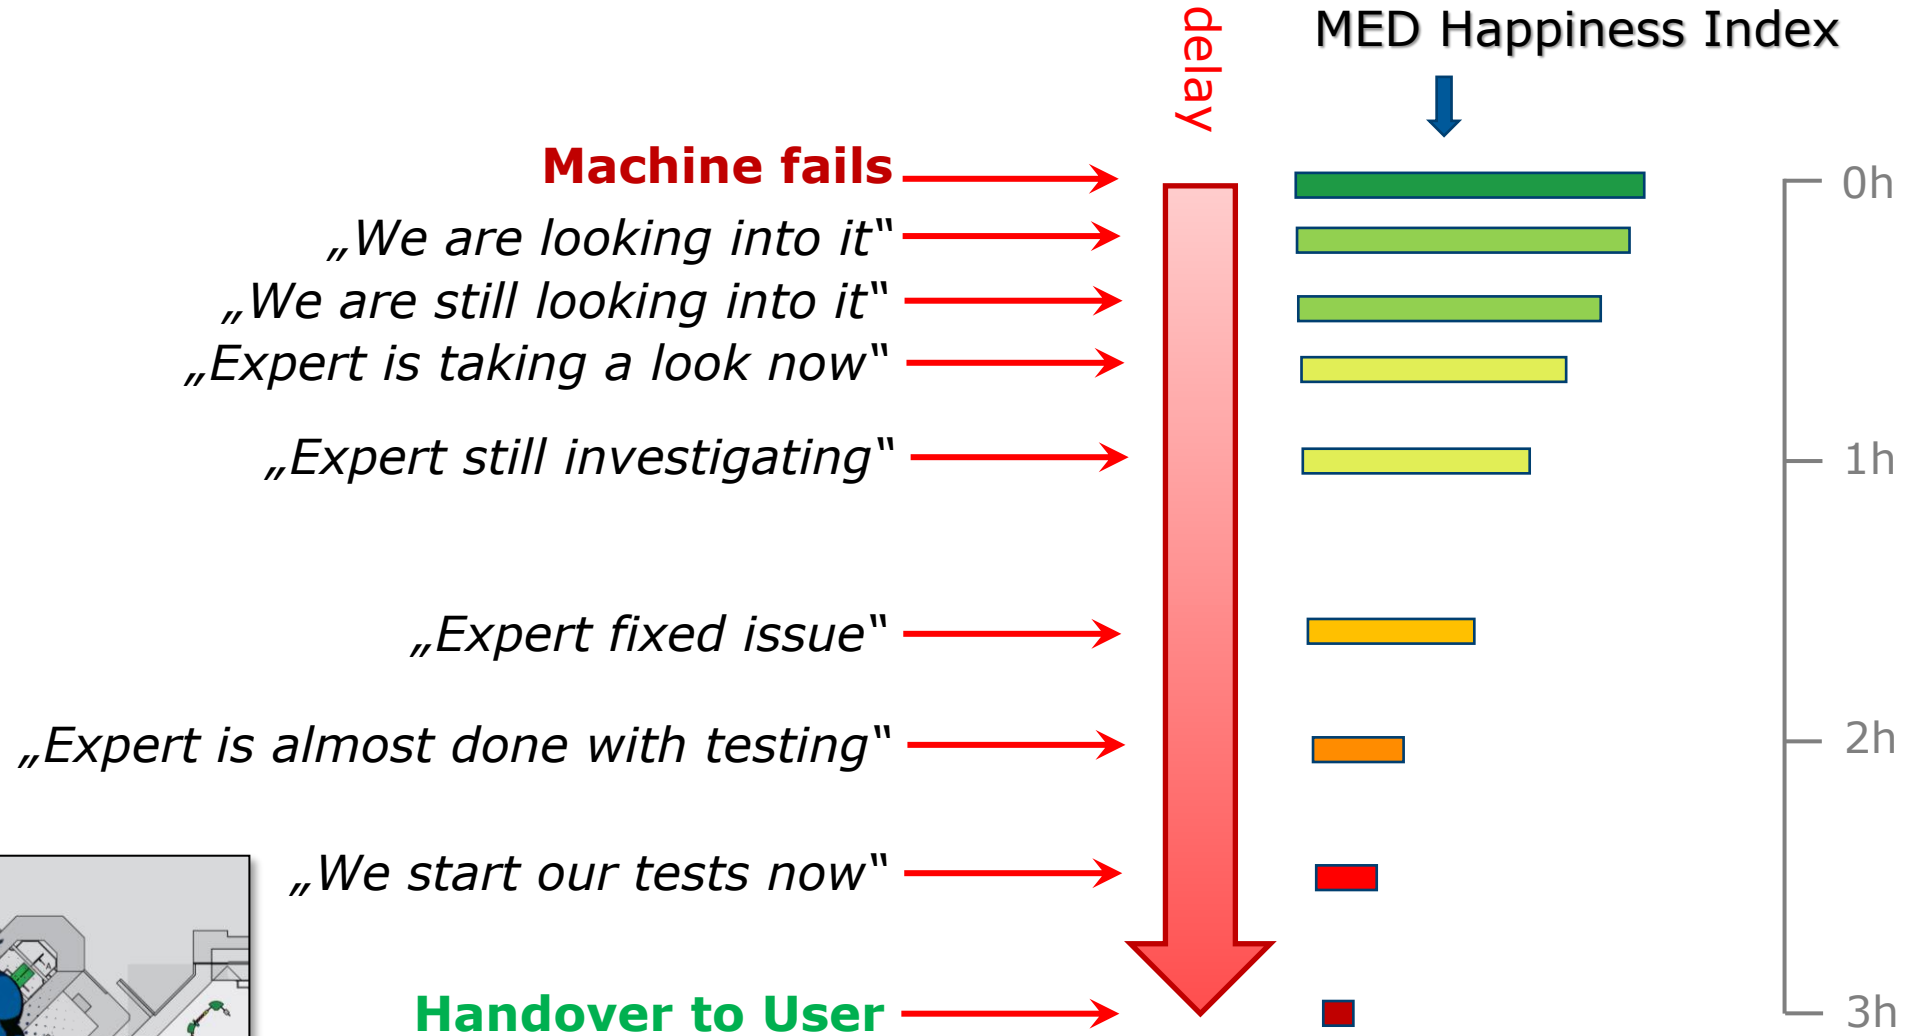 delay
MED Happiness Index
Machine fails
0h
„We are looking into it“
„We are still looking into it“
„Expert is taking a look now“
„Expert still investigating“
1h
„Expert fixed issue“
„Expert is almost done with testing“
2h
„We start our tests now“
Handover to User
3h